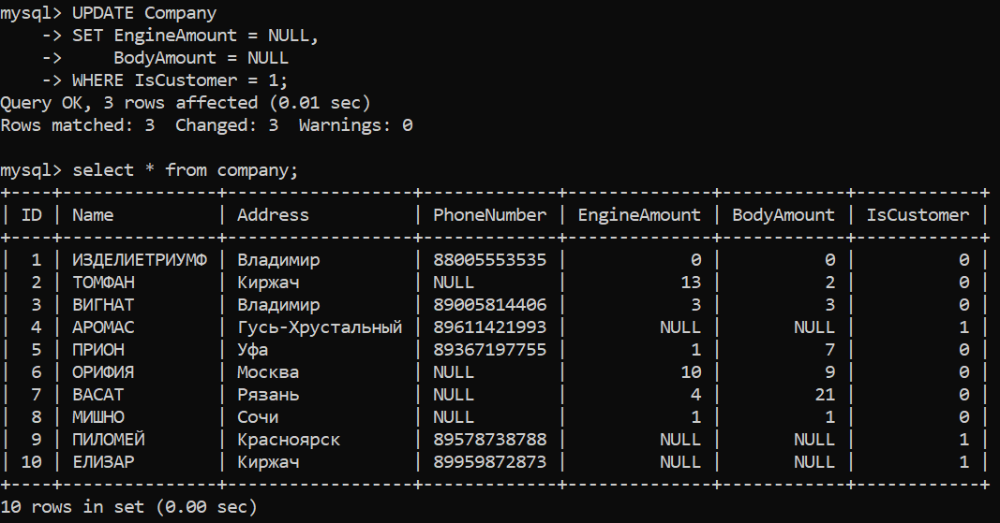 mysql> UPDATE Company
    -> SET EngineAmount = NULL,
    ->     BodyAmount = NULL
    -> WHERE IsCustomer = 1;
Query OK, 3 rows affected (0.01 sec)
Rows matched: 3  Changed: 3  Warnings: 0

mysql> select * from company;
+----+---------------+------------------+-------------+--------------+------------+------------+
| ID | Name          | Address          | PhoneNumber | EngineAmount | BodyAmount | IsCustomer |
+----+---------------+------------------+-------------+--------------+------------+------------+
|  1 | ИЗДЕЛИЕТРИУМФ | Владимир         | 88005553535 |            0 |          0 |          0 |
|  2 | ТОМФАН        | Киржач           | NULL        |           13 |          2 |          0 |
|  3 | ВИГНАТ        | Владимир         | 89005814406 |            3 |          3 |          0 |
|  4 | АРОМАС        | Гусь-Хрустальный | 89611421993 |         NULL |       NULL |          1 |
|  5 | ПРИОН         | Уфа              | 89367197755 |            1 |          7 |          0 |
|  6 | ОРИФИЯ        | Москва           | NULL        |           10 |          9 |          0 |
|  7 | ВАСАТ         | Рязань           | NULL        |            4 |         21 |          0 |
|  8 | МИШНО         | Сочи             | NULL        |            1 |          1 |          0 |
|  9 | ПИЛОМЕЙ       | Красноярск       | 89578738788 |         NULL |       NULL |          1 |
| 10 | ЕЛИЗАР        | Киржач           | 89959872873 |         NULL |       NULL |          1 |
+----+---------------+------------------+-------------+--------------+------------+------------+
10 rows in set (0.00 sec)